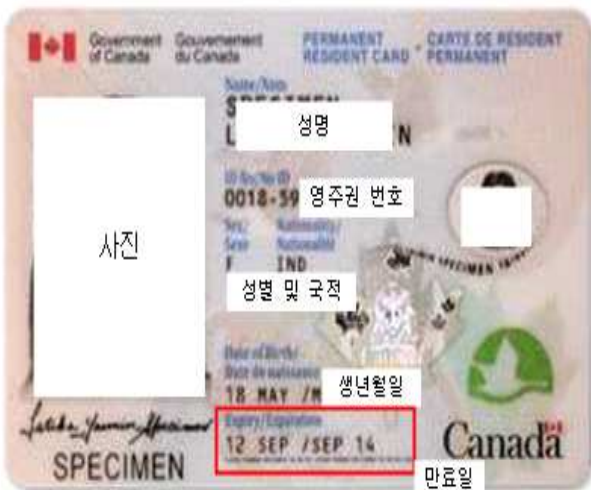 Government of Canada Gouvernement du Canada PERMANENT RESIDENT CARD CARTE DE RÉSIDENT PERMANENT
Name/Nom
SPECIMEN
성명
ID No/No ID
0018-59
영주권 번호
사진
Sex/Sexe Nationality/Nationalité
F IND
성별 및 국적
Date of Birth/
Date de naissance
18 MAY /M
생년월일
Expiry/Expiration
12 SEP /SEP 14
만료일
SPECIMEN
Canada